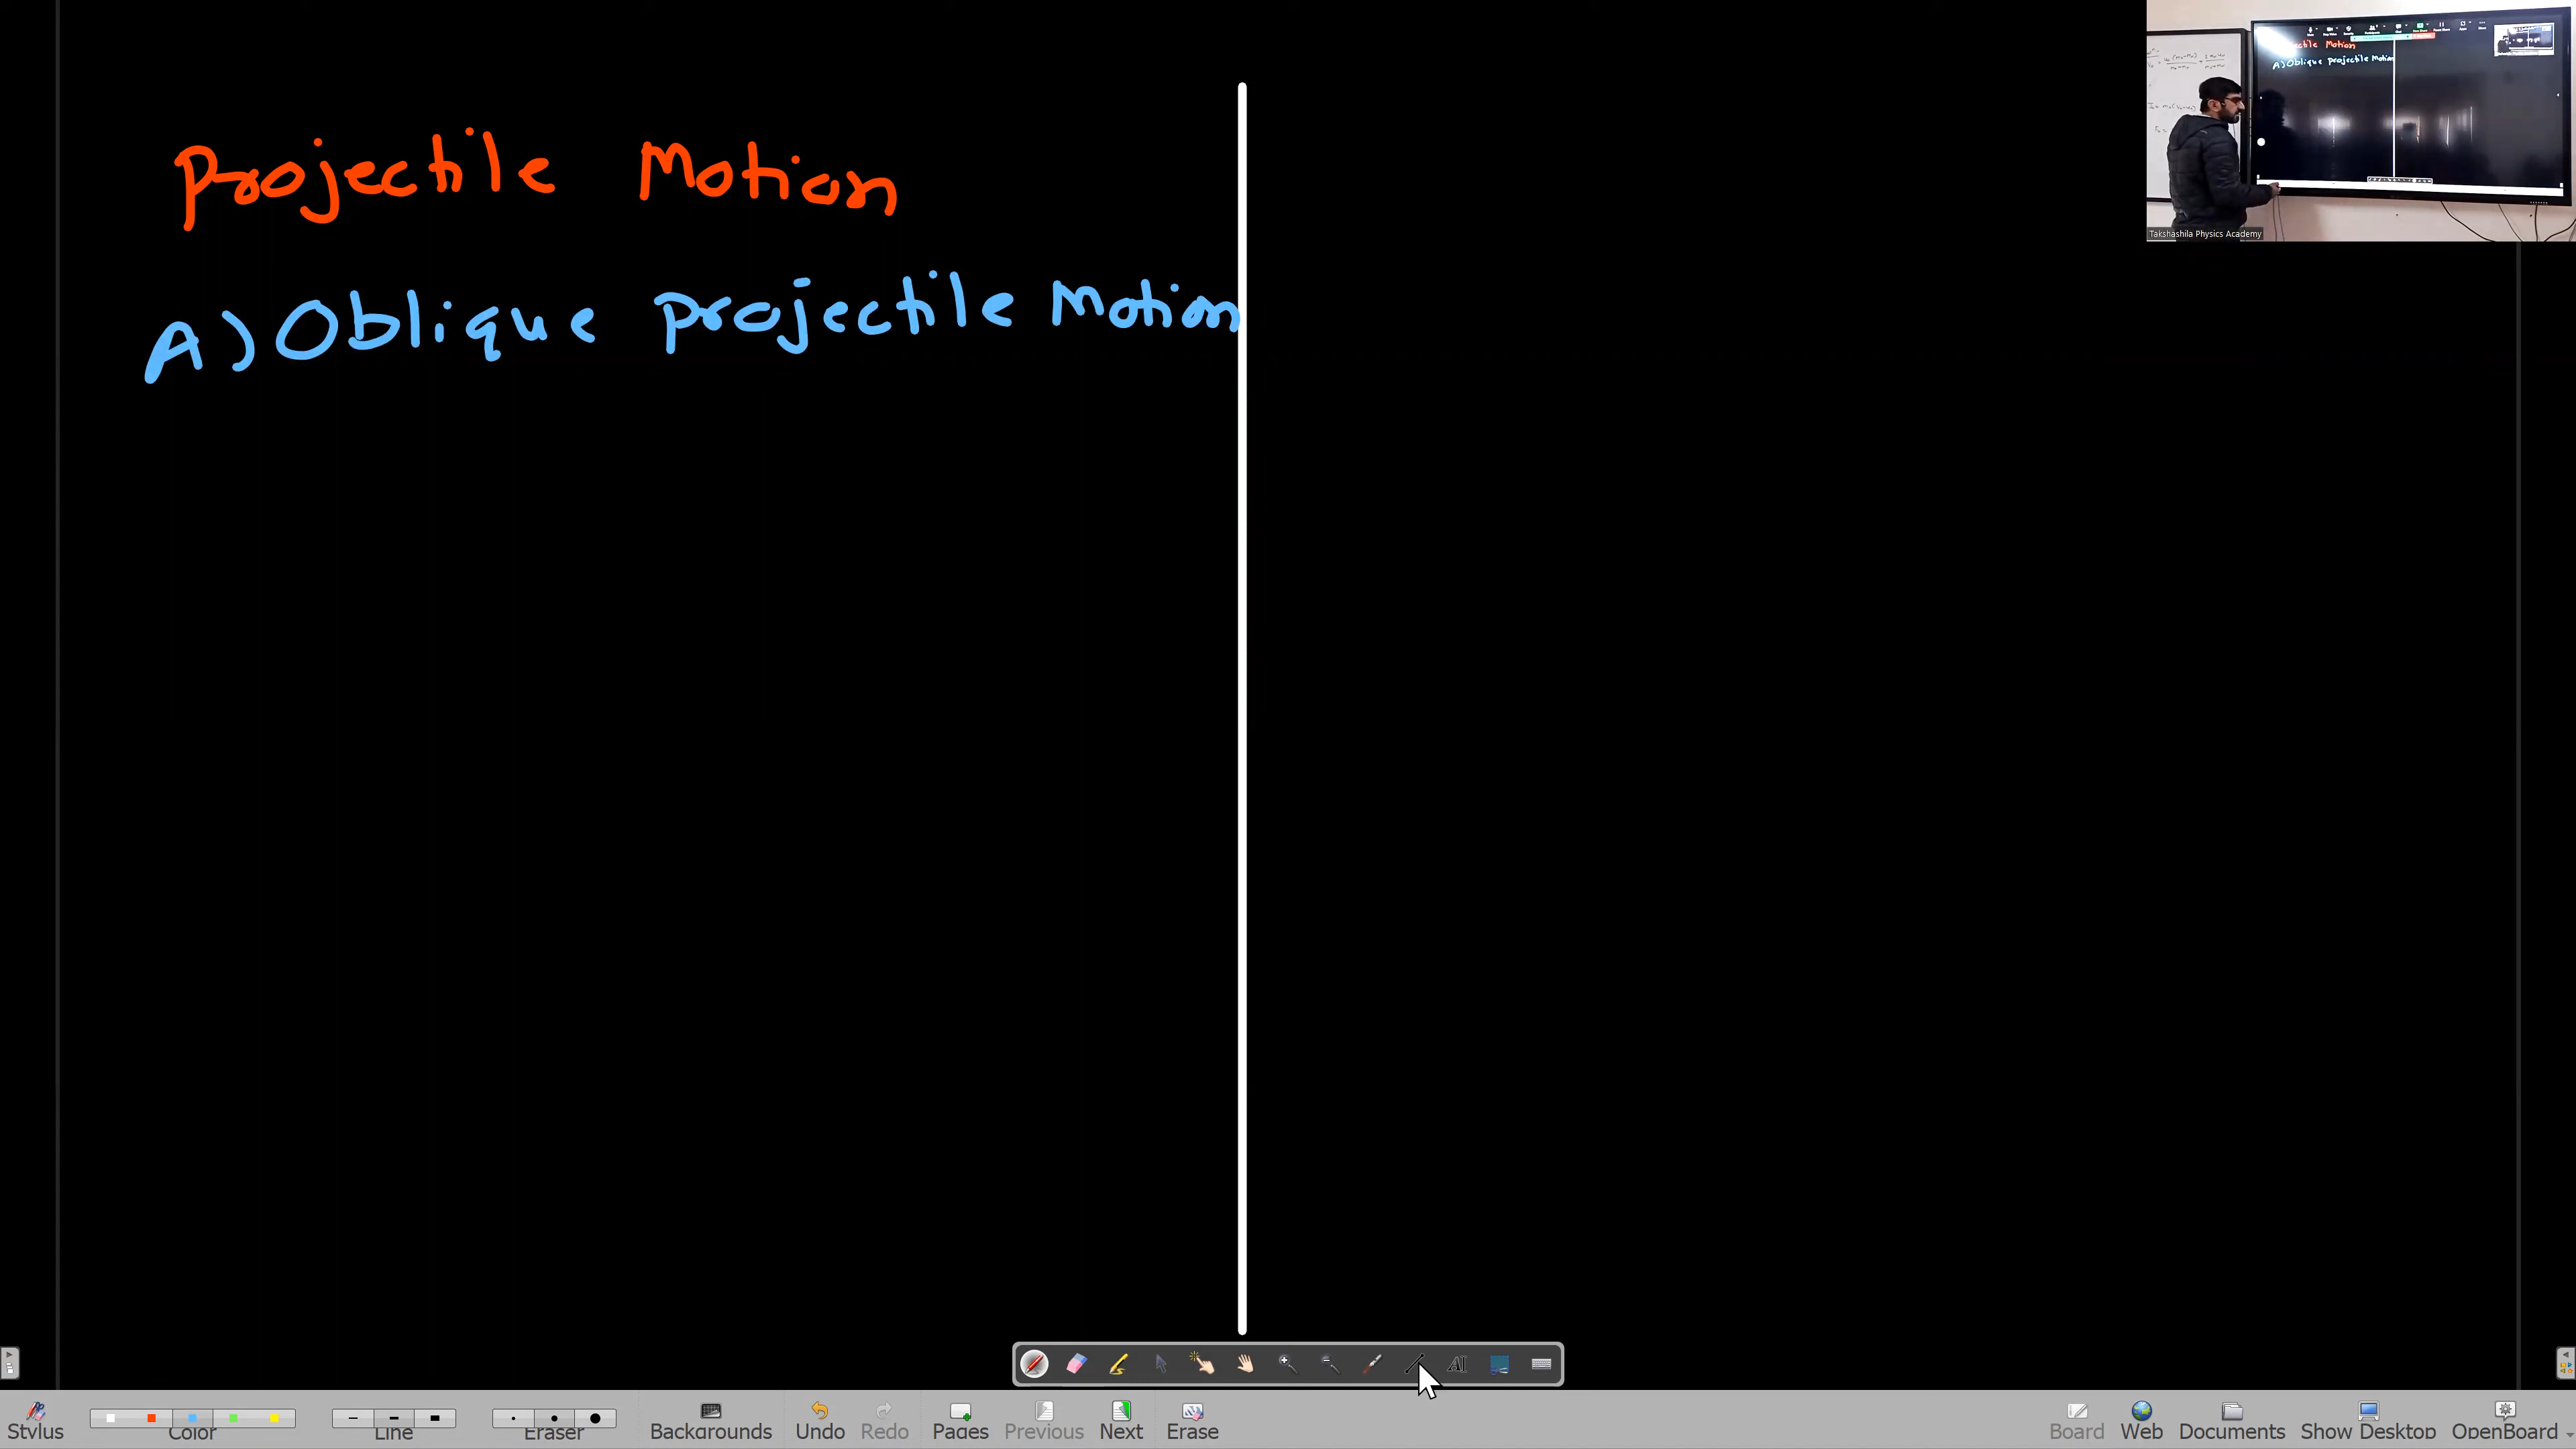 Projectile Motion
A) Oblique projectile Motion
Takshashila Physics Academy
Stylus
Color
Line
Eraser
Backgrounds
Undo
Redo
Pages
Previous
Next
Erase
Board
Web
Documents
Show Desktop
OpenBoard